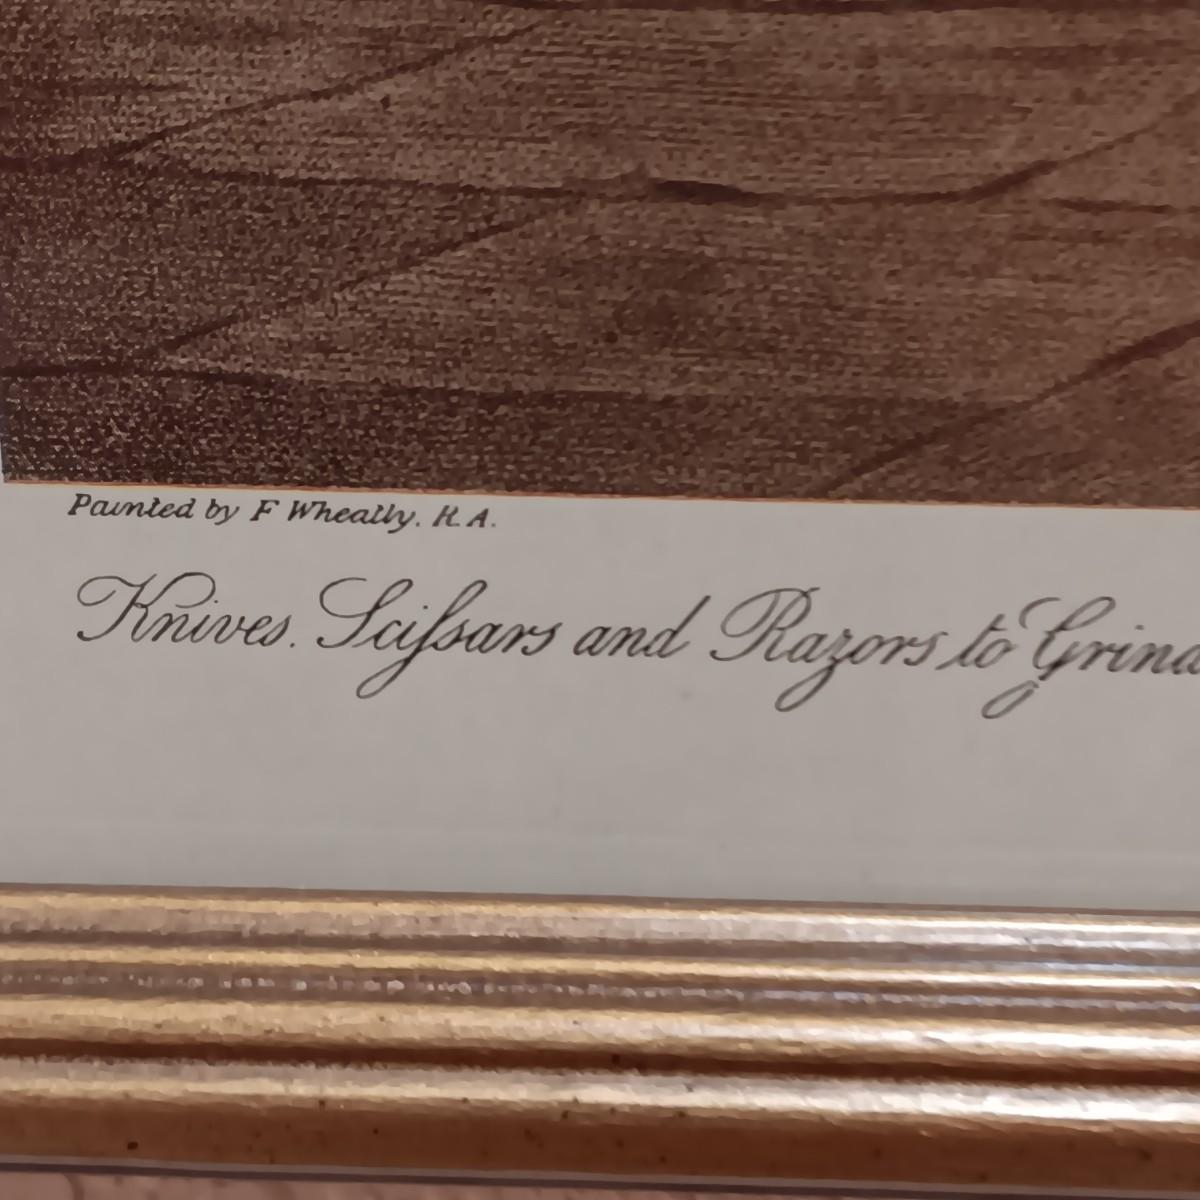 Painted by F Wheatly. R.A.
Knives. Sciſsars and Razors to Grind